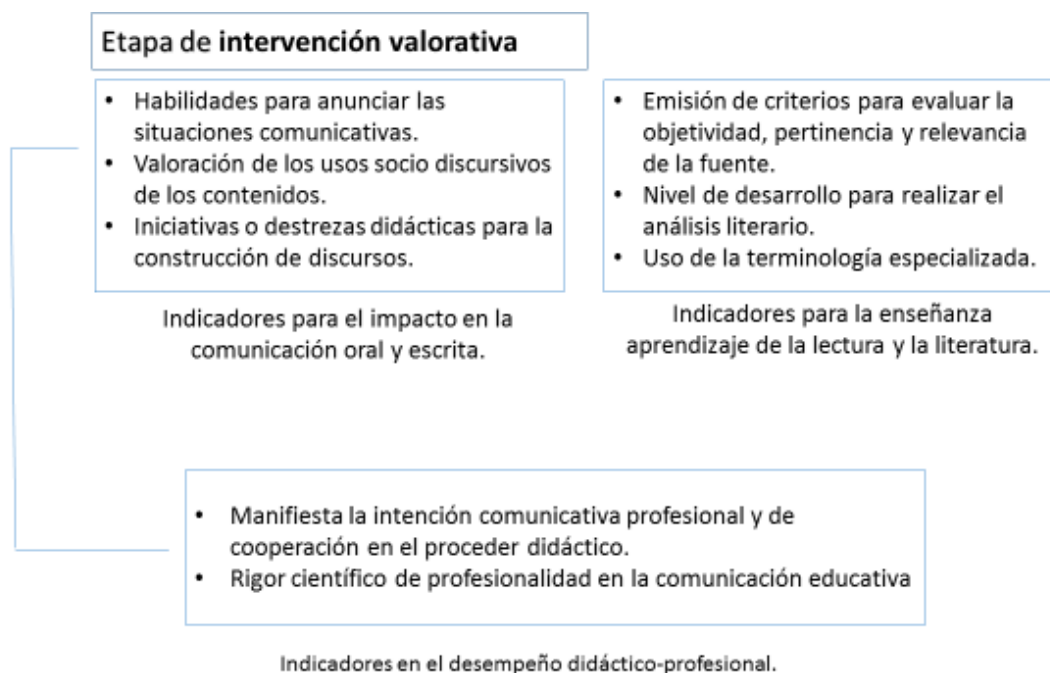 Etapa de intervención valorativa
• Habilidades para anunciar las
situaciones comunicativas.
• Valoración de los usos socio discursivos
de los contenidos.
• Iniciativas o destrezas didácticas para la
construcción de discursos.
Indicadores para el impacto en la
comunicación oral y escrita.
• Emisión de criterios para evaluar la
objetividad, pertinencia y relevancia
de la fuente.
• Nivel de desarrollo para realizar el
análisis literario.
• Uso de la terminología especializada.
Indicadores para la enseñanza
aprendizaje de la lectura y la literatura.
• Manifiesta la intención comunicativa profesional y de
cooperación en el proceder didáctico.
• Rigor científico de profesionalidad en la comunicación educativa
Indicadores en el desempeño didáctico-profesional.